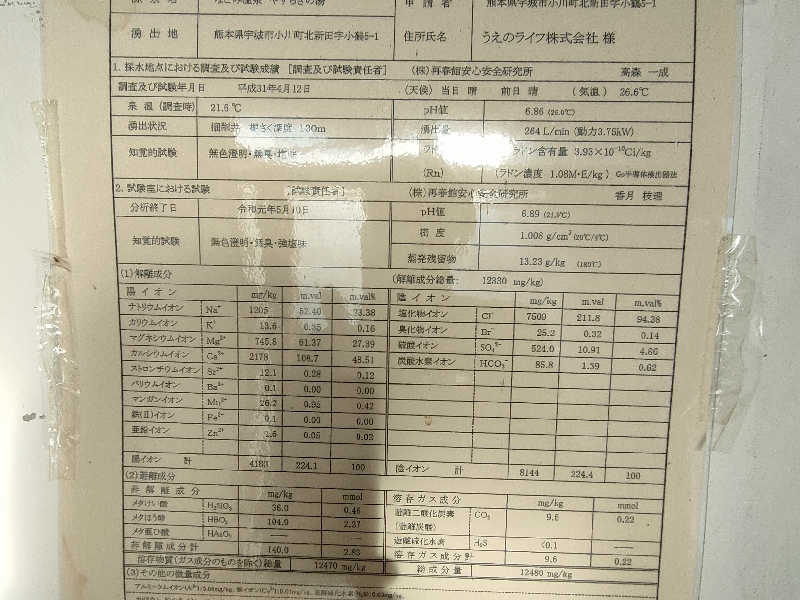 湧出地 熊本県宇城市小川町北新田字小鶴5-1 住所氏名 うえのライフ株式会社 様
1. 採水地点における調査及び試験成績 [調査及び試験責任者] (株)再春館安心安全研究所 高森 一成
調査及び試験年月日 平成31年4月12日 (天候) 当日 晴 前日 晴 (気温) 26.6℃
泉温 (調査時) 21.6℃ pH値 6.86 (26.0℃)
湧出状況 掘削井 掘さく深度 130m 湧出量 264 L/min (動力3.75kW)
知覚的試験 無色澄明・無臭・塩味 ラドン含有量 3.93×10⁻¹⁰Ci/kg
(Rn) (ラドン濃度 1.08M・E/kg) Ge半導体検出器法
2. 試験室における試験 [試験責任者] (株)再春館安心安全研究所 香月 枝理
分析終了日 令和元年5月10日 pH値 6.89 (21.9℃)
知覚的試験 無色澄明・無臭・強塩味 密度 1.008 g/cm³ (20℃/4℃)
蒸発残留物 13.23 g/kg (180℃)
(1)解離成分 (解離成分総量: 12330 mg/kg)
陽イオン mg/kg m.val m.val% 陰イオン mg/kg m.val m.val%
ナトリウムイオン Na⁺ 1205 52.40 23.38 塩化物イオン Cl⁻ 7509 211.8 94.38
カリウムイオン K⁺ 13.6 0.35 0.16 臭化物イオン Br⁻ 25.2 0.32 0.14
マグネシウムイオン Mg²⁺ 745.8 61.37 27.39 硫酸イオン SO₄²⁻ 524.0 10.91 4.86
カルシウムイオン Ca²⁺ 2178 108.7 48.51 炭酸水素イオン HCO₃⁻ 85.8 1.39 0.62
ストロンチウムイオン Sr²⁺ 12.1 0.28 0.12
バリウムイオン Ba²⁺ 0.1 0.00 0.00
マンガンイオン Mn²⁺ 26.2 0.95 0.42
鉄(Ⅱ)イオン Fe²⁺ 0.1 0.00 0.00
亜鉛イオン Zn²⁺ 1.6 0.05 0.02
陽イオン 計 4183 224.1 100 陰イオン 計 8144 224.4 100
(2)遊離成分
非解離成分 mg/kg mmol 溶存ガス成分 mg/kg mmol
メタけい酸 H₂SiO₃ 36.0 0.46 遊離二酸化炭素 CO₂ 9.6 0.22
メタほう酸 HBO₂ 104.0 2.37 (遊離炭酸)
メタ亜ひ酸 HAsO₂ 遊離硫化水素 H₂S <0.1 —
非解離成分計 140.0 2.83 溶存ガス成分計 9.6 0.22
溶存物質(ガス成分のものを除く)総量 12470 mg/kg 総成分量 12480 mg/kg
(3)その他の微量成分